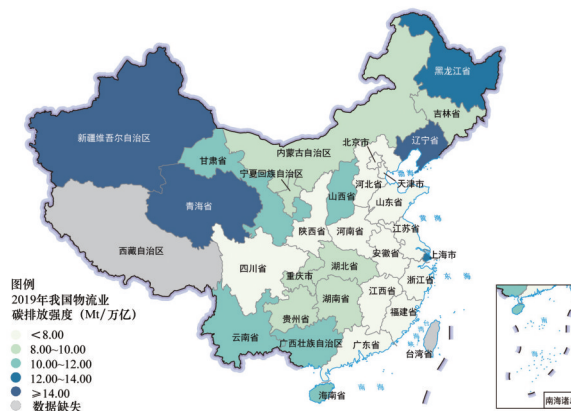 黑龙江省
吉林省
辽宁省
新疆维吾尔自治区
甘肃省
内蒙古自治区
北京市
宁夏回族自治区
天津市
河北省
山西省
山东省
青海省
渤海
黄海
陕西省
河南省
江苏省
西藏自治区
安徽省
上海市
四川省
湖北省
重庆市
浙江省
东海
湖南省
江西省
贵州省
福建省
云南省
广西壮族自治区
广东省
台湾省
海南省
南海
图例
2019年我国物流业
碳排放强度(Mt/万亿)
<8.00
8.00~10.00
10.00~12.00
12.00~14.00
≥14.00
数据缺失